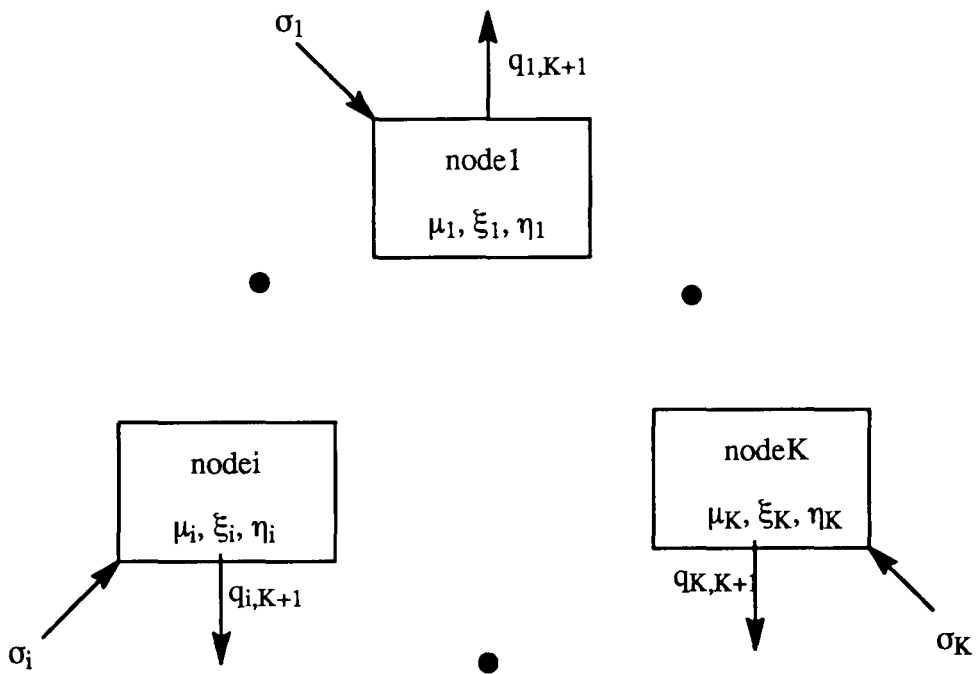 σ1
q1,K+1
node1
μ1, ξ1, η1
nodei
μi, ξi, ηi
nodeK
μK, ξK, ηK
qi,K+1
qK,K+1
σi
σK